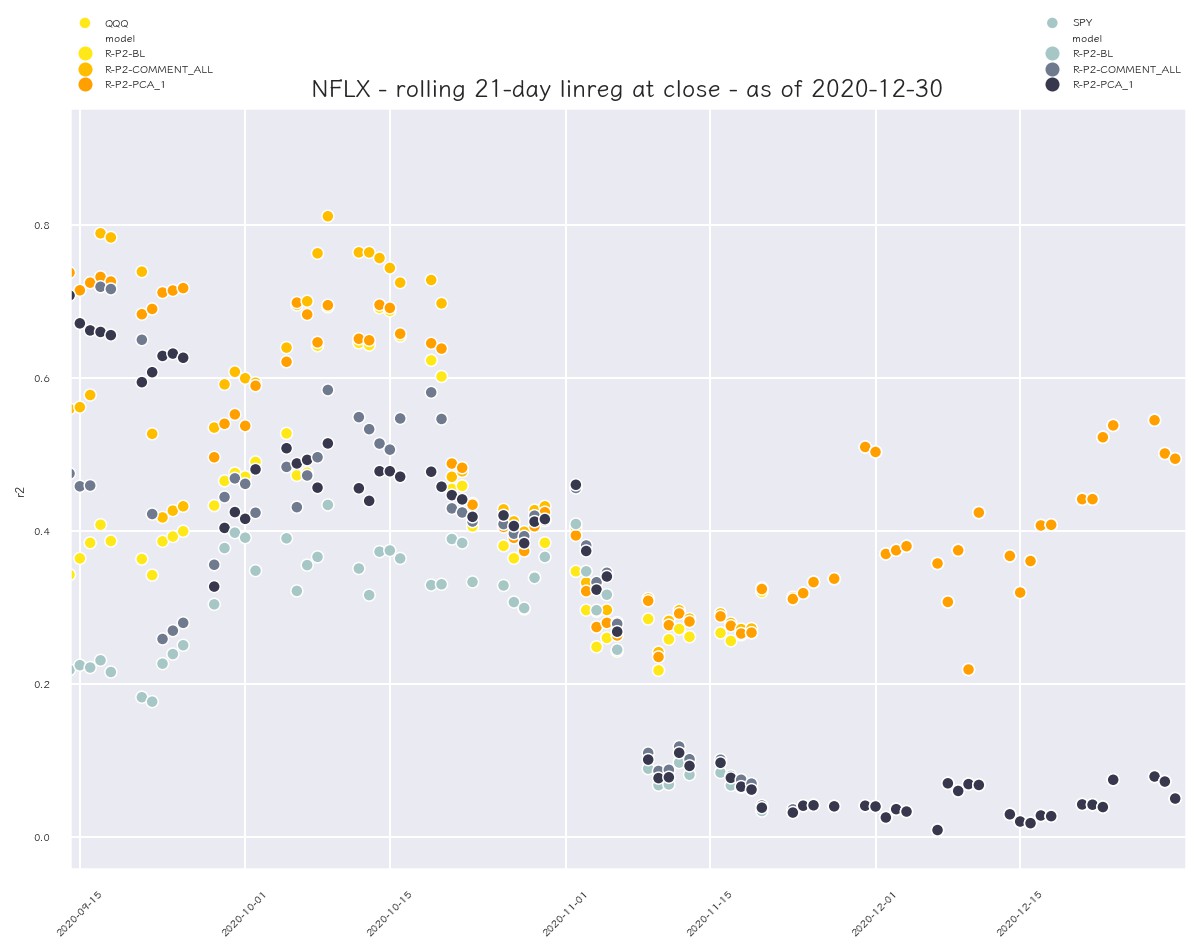 QQQ
model
R-P2-BL
R-P2-COMMENT_ALL
R-P2-PCA_1
SPY
model
R-P2-BL
R-P2-COMMENT_ALL
R-P2-PCA_1
NFLX - rolling 21-day linreg at close - as of 2020-12-30
0.8
0.6
0.4
0.2
0.0
r2
2020-09-15
2020-10-01
2020-10-15
2020-11-01
2020-11-15
2020-12-01
2020-12-15